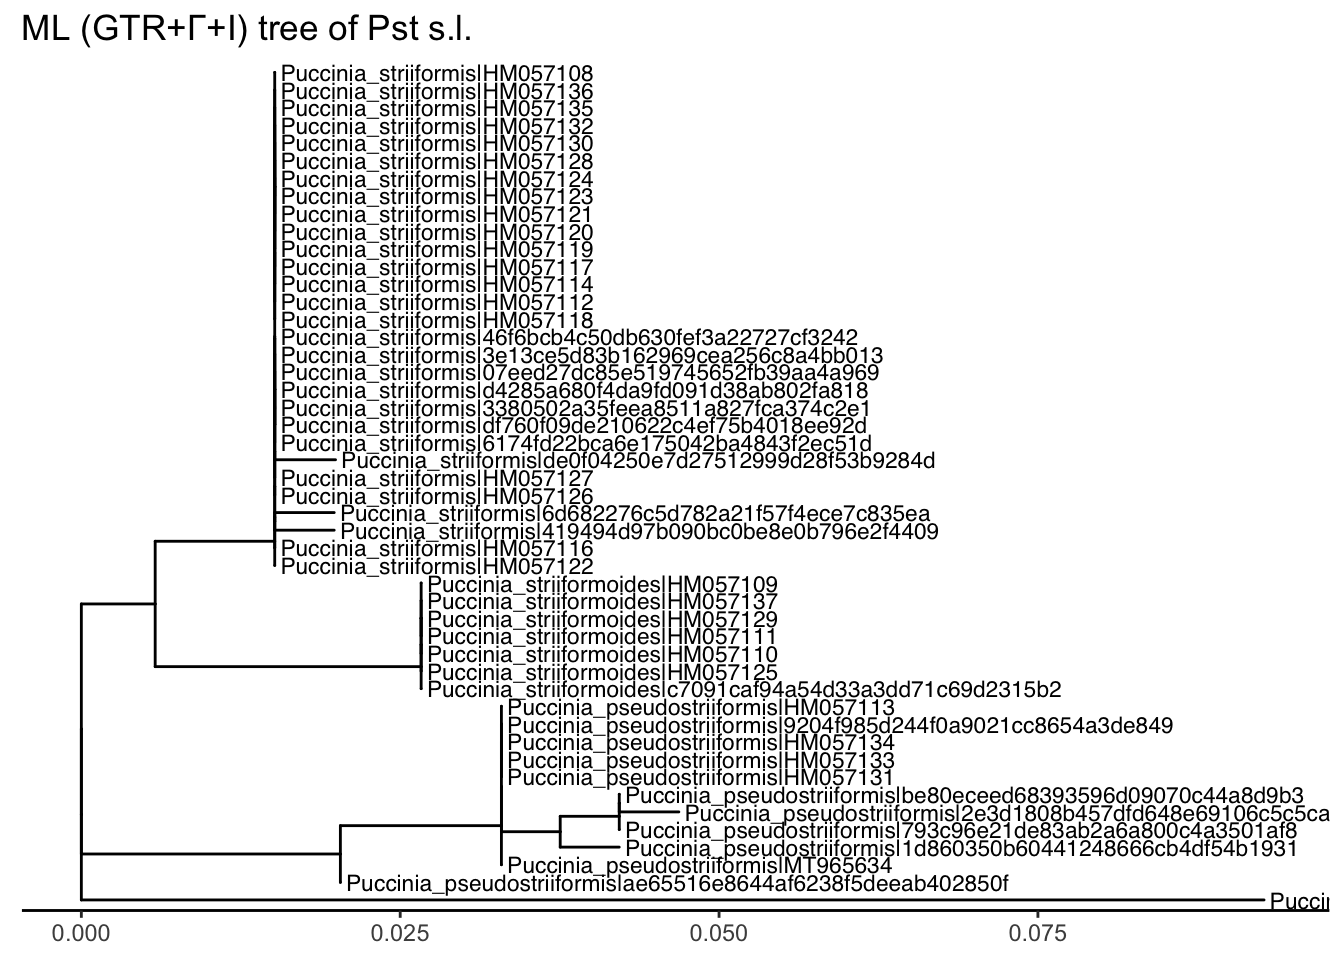 ML (GTR+Γ+I) tree of Pst s.l.
Puccinia_striiformis|HM057108
Puccinia_striiformis|HM057136
Puccinia_striiformis|HM057135
Puccinia_striiformis|HM057132
Puccinia_striiformis|HM057130
Puccinia_striiformis|HM057128
Puccinia_striiformis|HM057124
Puccinia_striiformis|HM057123
Puccinia_striiformis|HM057121
Puccinia_striiformis|HM057120
Puccinia_striiformis|HM057119
Puccinia_striiformis|HM057117
Puccinia_striiformis|HM057114
Puccinia_striiformis|HM057112
Puccinia_striiformis|HM057118
Puccinia_striiformis|46f6bcb4c50db630fef3a22727cf3242
Puccinia_striiformis|3e13ce5d83b162969cea256c8a4bb013
Puccinia_striiformis|07eed27dc85e519745652fb39aa4a969
Puccinia_striiformis|d4285a680f4da9fd091d38ab802fa818
Puccinia_striiformis|3380502a35feea8511a827fca374c2e1
Puccinia_striiformis|df760f09de210622c4ef75b4018ee92d
Puccinia_striiformis|6174fd22bca6e175042ba4843f2ec51d
Puccinia_striiformis|de0f04250e7d27512999d28f53b9284d
Puccinia_striiformis|HM057127
Puccinia_striiformis|HM057126
Puccinia_striiformis|6d682276c5d782a21f57f4ece7c835ea
Puccinia_striiformis|419494d97b090bc0be8e0b796e2f4409
Puccinia_striiformis|HM057116
Puccinia_striiformis|HM057122
Puccinia_striiformoides|HM057109
Puccinia_striiformoides|HM057137
Puccinia_striiformoides|HM057129
Puccinia_striiformoides|HM057111
Puccinia_striiformoides|HM057110
Puccinia_striiformoides|HM057125
Puccinia_striiformoides|c7091caf94a54d33a3dd71c69d2315b2
Puccinia_pseudostriiformis|HM057113
Puccinia_pseudostriiformis|9204f985d244f0a9021cc8654a3de849
Puccinia_pseudostriiformis|HM057134
Puccinia_pseudostriiformis|HM057133
Puccinia_pseudostriiformis|HM057131
Puccinia_pseudostriiformis|be80eceed68393596d09070c44a8d9b3
Puccinia_pseudostriiformis|2e3d1808b457dfd648e69106c5c5ca
Puccinia_pseudostriiformis|793c96e21de83ab2a6a800c4a3501af8
Puccinia_pseudostriiformis|1d860350b60441248666cb4df54b1931
Puccinia_pseudostriiformis|MT965634
Puccinia_pseudostriiformis|ae65516e8644af6238f5deeab402850f
0.000 0.025 0.050 0.075